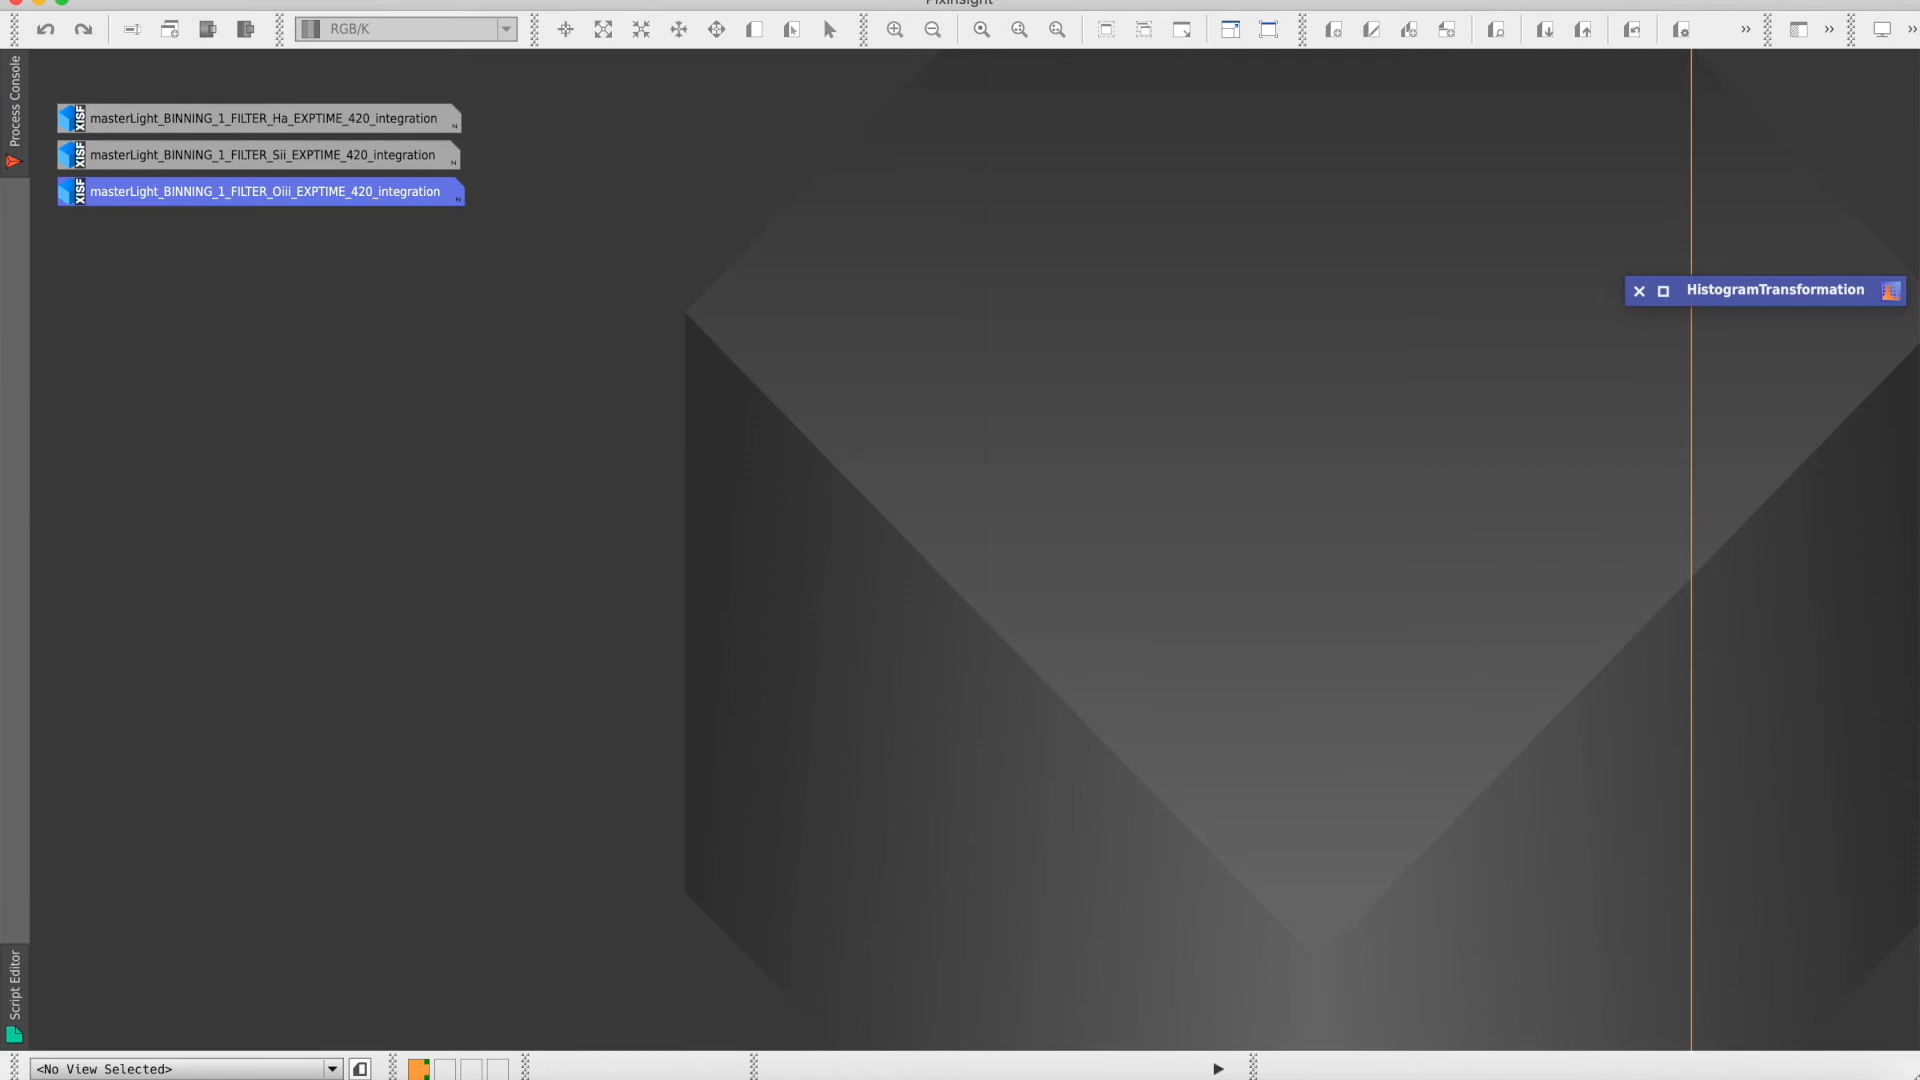 PixInsight
RGB/K
Process Console
XISF masterLight_BINNING_1_FILTER_Ha_EXPTIME_420_integration N
XISF masterLight_BINNING_1_FILTER_Sii_EXPTIME_420_integration N
XISF masterLight_BINNING_1_FILTER_Oiii_EXPTIME_420_integration N
HistogramTransformation
Script Editor
<No View Selected>